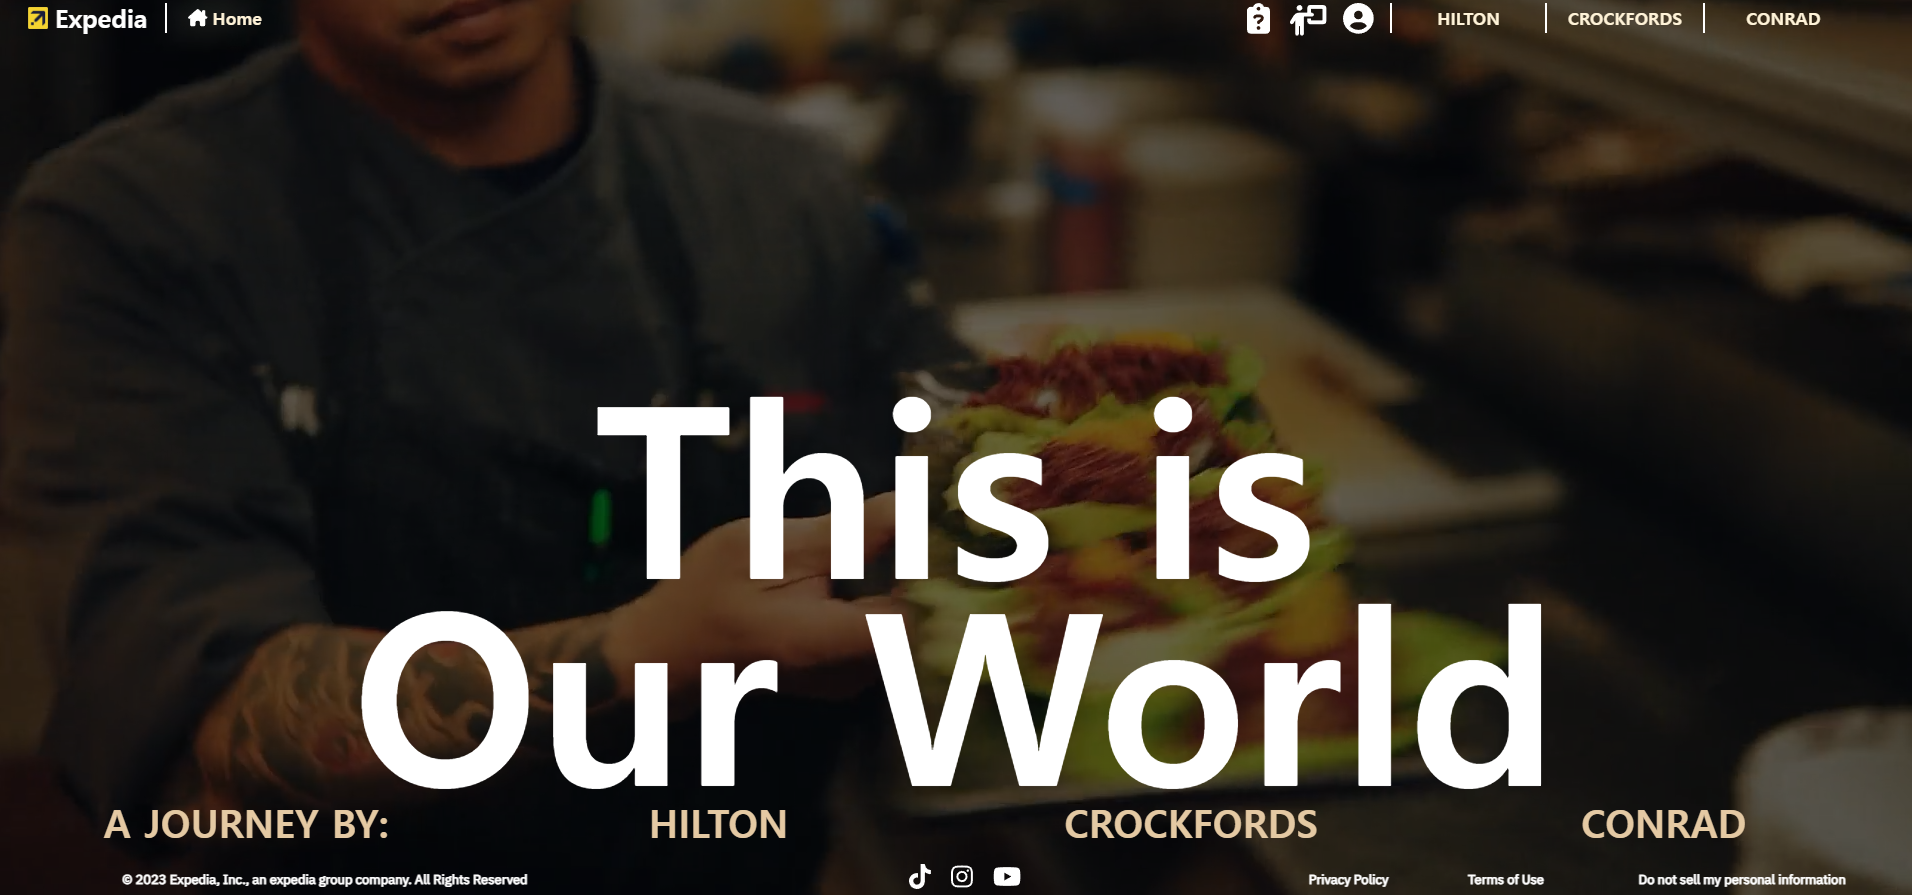 Expedia
Home
HILTON
CROCKFORDS
CONRAD
This is
Our World
A JOURNEY BY:
HILTON
CROCKFORDS
CONRAD
© 2023 Expedia, Inc., an expedia group company. All Rights Reserved
Privacy Policy
Terms of Use
Do not sell my personal information